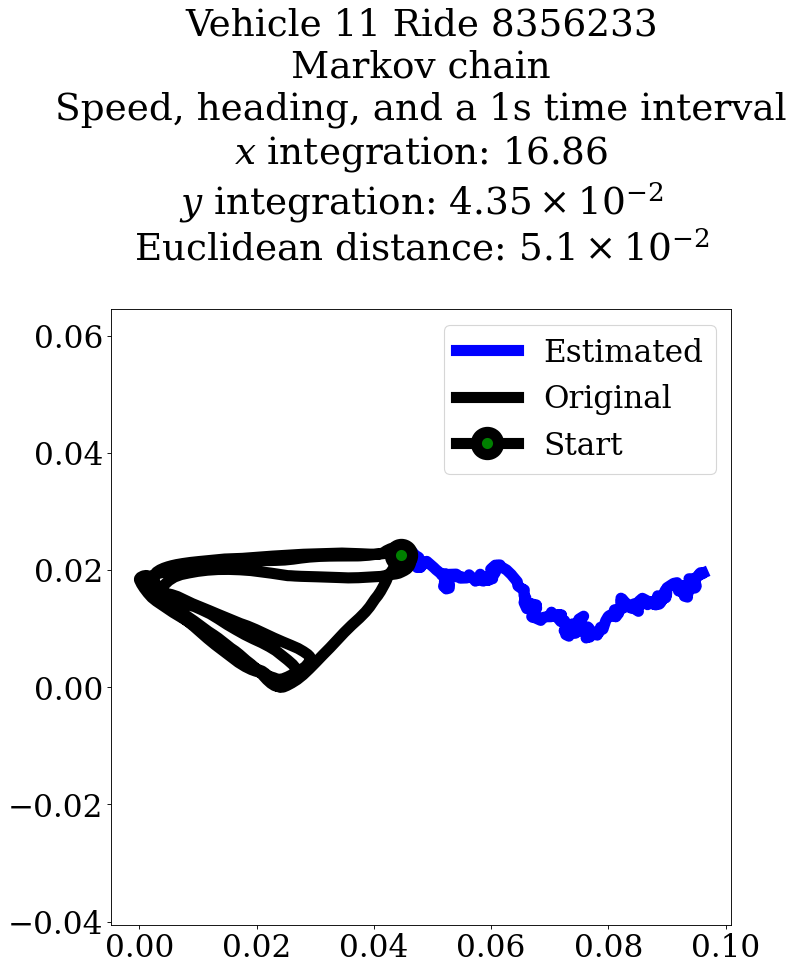 Vehicle 11 Ride 8356233
Markov chain
Speed, heading, and a 1s time interval
x integration: 16.86
y integration: 4.35 × 10⁻²
Euclidean distance: 5.1 × 10⁻²
Estimated
Original
Start
0.06
0.04
0.02
0.00
−0.02
−0.04
0.00 0.02 0.04 0.06 0.08 0.10